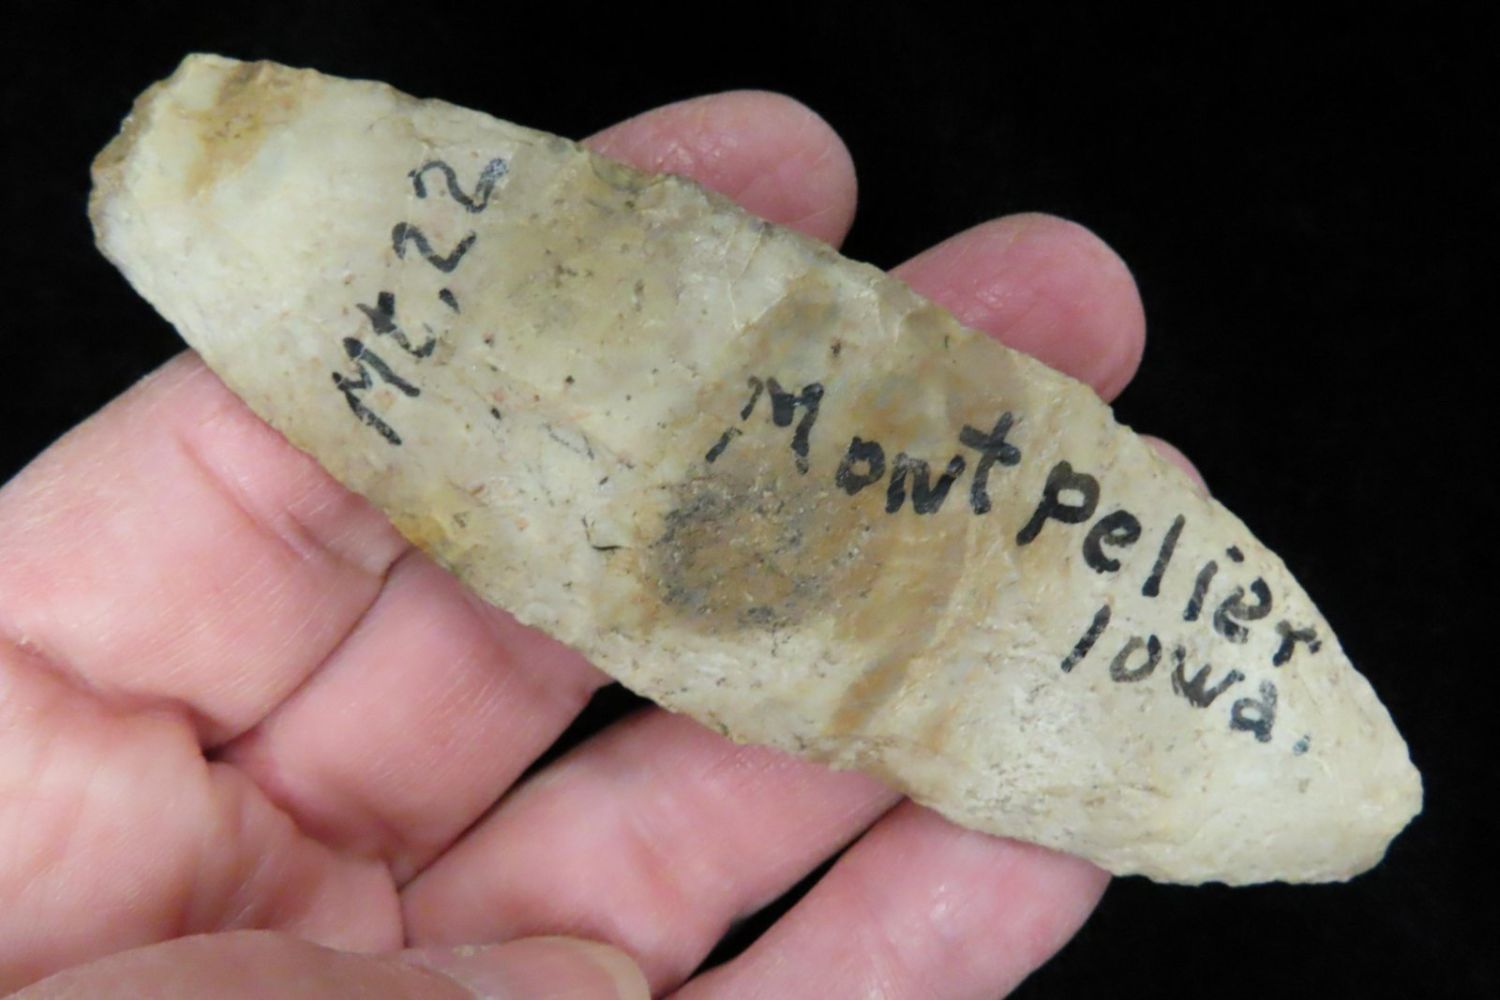 Mt. 22
Montpelier
Iowa.